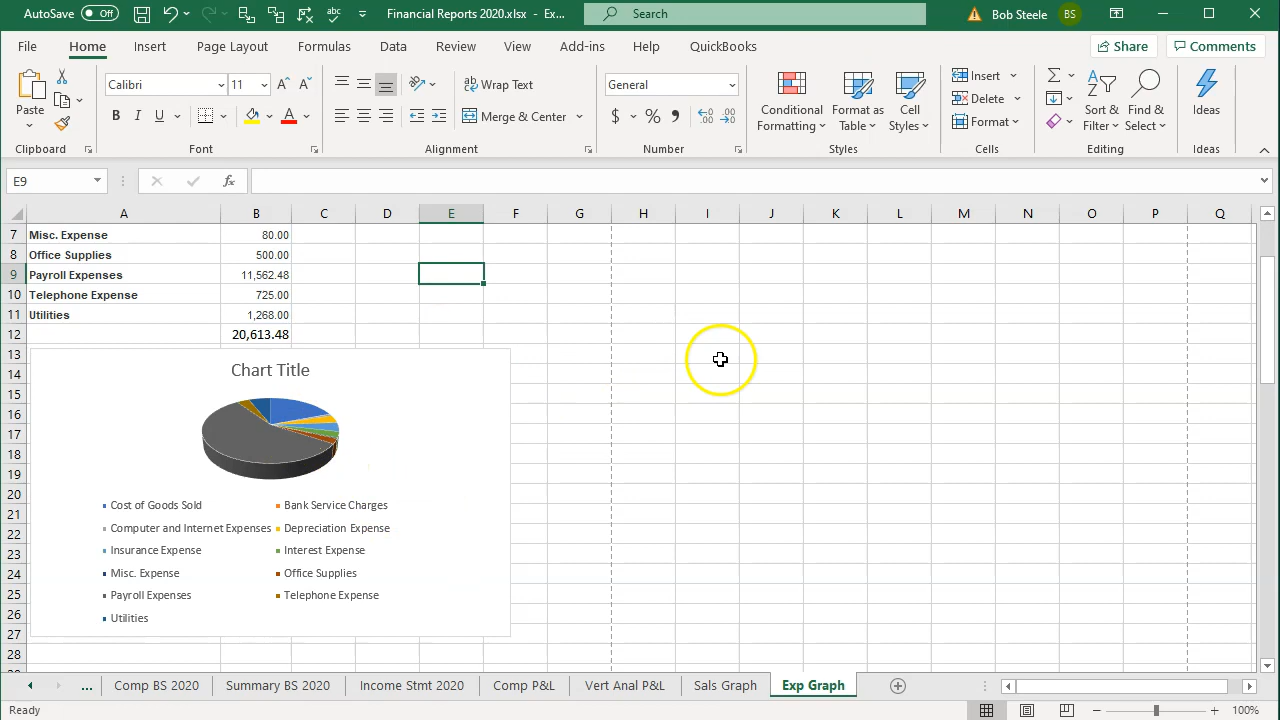 AutoSave Off Financial Reports 2020.xlsx - Ex... Search Bob Steele BS
File Home Insert Page Layout Formulas Data Review View Add-ins Help QuickBooks Share Comments
Paste Calibri 11 Wrap Text General Conditional Formatting Format as Table Cell Styles Insert Sort & Filter Find & Select Ideas
B I U Merge & Center $ % Delete
Format
Clipboard Font Alignment Number Styles Cells Editing Ideas
E9 fx
A B C D E F G H I J K L M N O P Q
7 Misc. Expense 80.00
8 Office Supplies 500.00
9 Payroll Expenses 11,562.48
10 Telephone Expense 725.00
11 Utilities 1,268.00
12 20,613.48
13
Chart Title
14
15
16
17
18
19
20
21 Cost of Goods Sold Bank Service Charges
22 Computer and Internet Expenses Depreciation Expense
23 Insurance Expense Interest Expense
24 Misc. Expense Office Supplies
25 Payroll Expenses Telephone Expense
26 Utilities
27
28
... Comp BS 2020 Summary BS 2020 Income Stmt 2020 Comp P&L Vert Anal P&L Sals Graph Exp Graph
Ready 100%